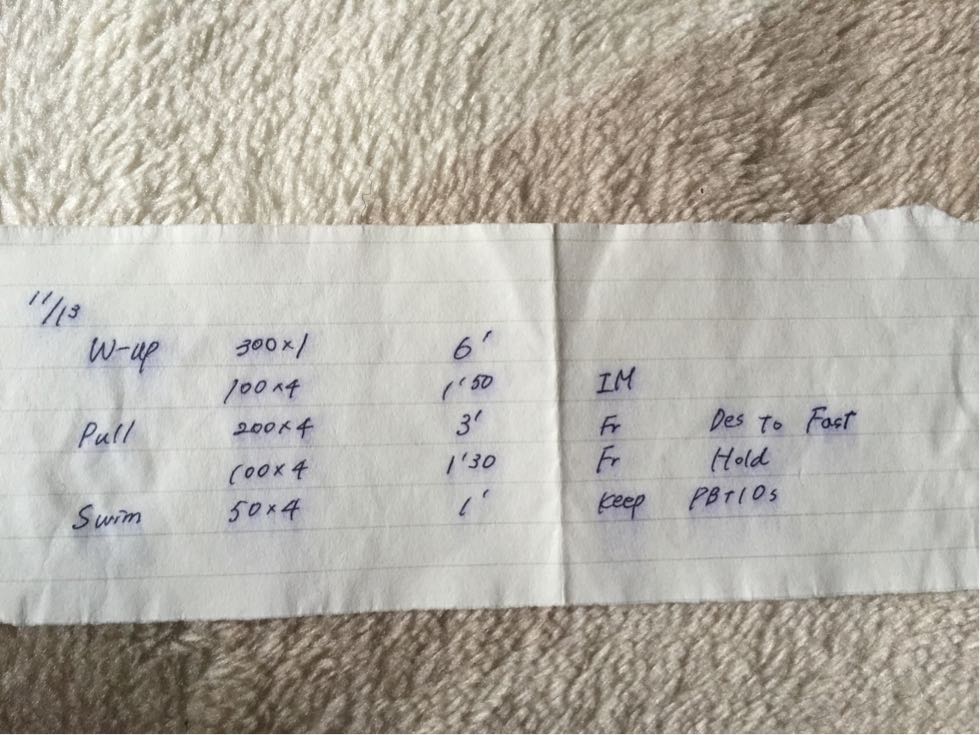 11/13
W-up 300×1 6'
100×4 1'50 IM
Pull 200×4 3' Fr Des To Fast
100×4 1'30 Fr Hold
Swim 50×4 1' Keep PB+10s